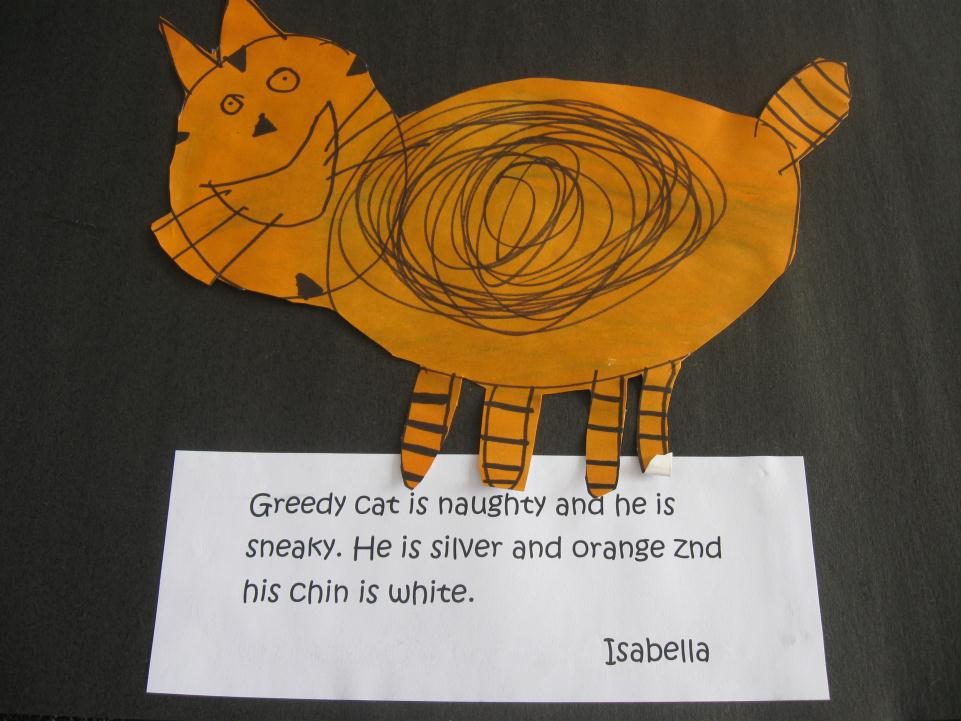 Greedy cat is naughty and he is
sneaky. He is silver and orange znd
his chin is white.
Isabella